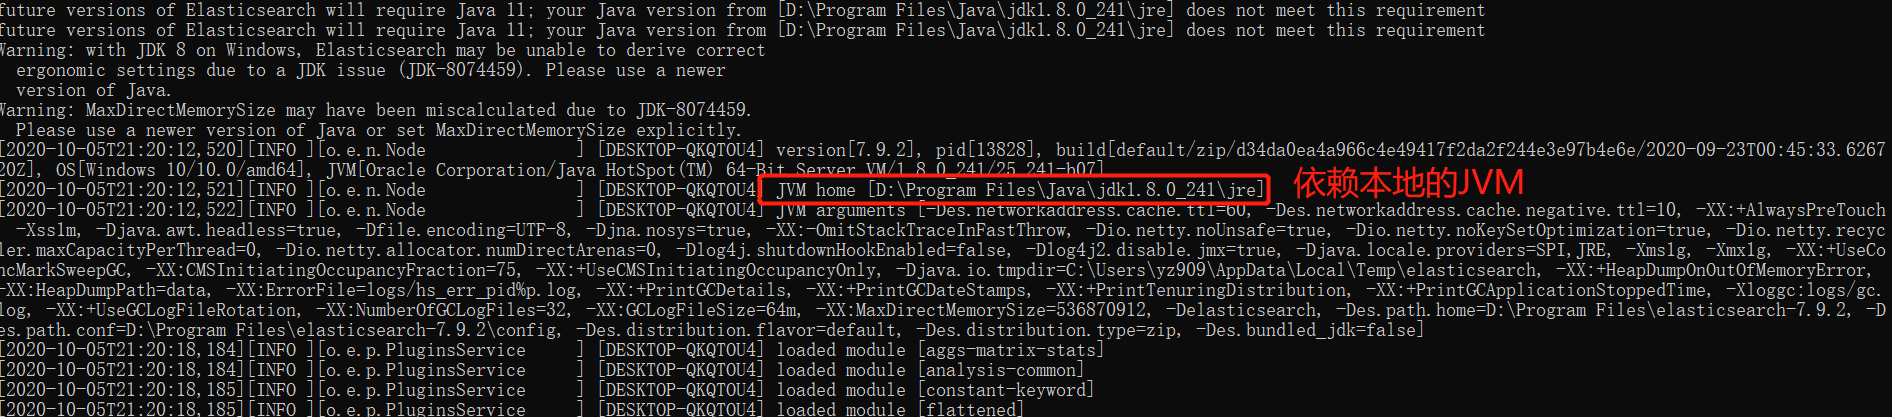 future versions of Elasticsearch will require Java 11; your Java version from [D:\Program Files\Java\jdk1.8.0_241\jre] does not meet this requirement
future versions of Elasticsearch will require Java 11; your Java version from [D:\Program Files\Java\jdk1.8.0_241\jre] does not meet this requirement
Warning: with JDK 8 on Windows, Elasticsearch may be unable to derive correct
ergonomic settings due to a JDK issue (JDK-8074459). Please use a newer
version of Java.
Warning: MaxDirectMemorySize may have been miscalculated due to JDK-8074459.
Please use a newer version of Java or set MaxDirectMemorySize explicitly.
[2020-10-05T21:20:12,520][INFO ][o.e.n.Node               ] [DESKTOP-QKQTOU4] version[7.9.2], pid[13828], build[default/zip/d34da0ea4a966c4e49417f2da2f244e3e97b4e6e/2020-09-23T00:45:33.6267
20Z], OS[Windows 10/10.0/amd64], JVM[Oracle Corporation/Java HotSpot(TM) 64-Bit Server VM/1.8.0_241/25.241-b07]
[2020-10-05T21:20:12,521][INFO ][o.e.n.Node               ] [DESKTOP-QKQTOU4] JVM home [D:\Program Files\Java\jdk1.8.0_241\jre] 依赖本地的JVM
[2020-10-05T21:20:12,522][INFO ][o.e.n.Node               ] [DESKTOP-QKQTOU4] JVM arguments [-Des.networkaddress.cache.ttl=60, -Des.networkaddress.cache.negative.ttl=10, -XX:+AlwaysPreTouch
, -Xss1m, -Djava.awt.headless=true, -Dfile.encoding=UTF-8, -Djna.nosys=true, -XX:-OmitStackTraceInFastThrow, -Dio.netty.noUnsafe=true, -Dio.netty.noKeySetOptimization=true, -Dio.netty.recyc
ler.maxCapacityPerThread=0, -Dio.netty.allocator.numDirectArenas=0, -Dlog4j.shutdownHookEnabled=false, -Dlog4j2.disable.jmx=true, -Djava.locale.providers=SPI,JRE, -Xms1g, -Xmx1g, -XX:+UseCo
ncMarkSweepGC, -XX:CMSInitiatingOccupancyFraction=75, -XX:+UseCMSInitiatingOccupancyOnly, -Djava.io.tmpdir=C:\Users\yz909\AppData\Local\Temp\elasticsearch, -XX:+HeapDumpOnOutOfMemoryError,
-XX:HeapDumpPath=data, -XX:ErrorFile=logs/hs_err_pid%p.log, -XX:+PrintGCDetails, -XX:+PrintGCDateStamps, -XX:+PrintTenuringDistribution, -XX:+PrintGCApplicationStoppedTime, -Xloggc:logs/gc.
log, -XX:+UseGCLogFileRotation, -XX:NumberOfGCLogFiles=32, -XX:GCLogFileSize=64m, -XX:MaxDirectMemorySize=536870912, -Delasticsearch, -Des.path.home=D:\Program Files\elasticsearch-7.9.2, -D
es.path.conf=D:\Program Files\elasticsearch-7.9.2\config, -Des.distribution.flavor=default, -Des.distribution.type=zip, -Des.bundled_jdk=false]
[2020-10-05T21:20:18,184][INFO ][o.e.p.PluginsService     ] [DESKTOP-QKQTOU4] loaded module [aggs-matrix-stats]
[2020-10-05T21:20:18,184][INFO ][o.e.p.PluginsService     ] [DESKTOP-QKQTOU4] loaded module [analysis-common]
[2020-10-05T21:20:18,185][INFO ][o.e.p.PluginsService     ] [DESKTOP-QKQTOU4] loaded module [constant-keyword]
[2020-10-05T21:20:18,185][INFO ][o.e.p.PluginsService     ] [DESKTOP-QKQTOU4] loaded module [flattened]